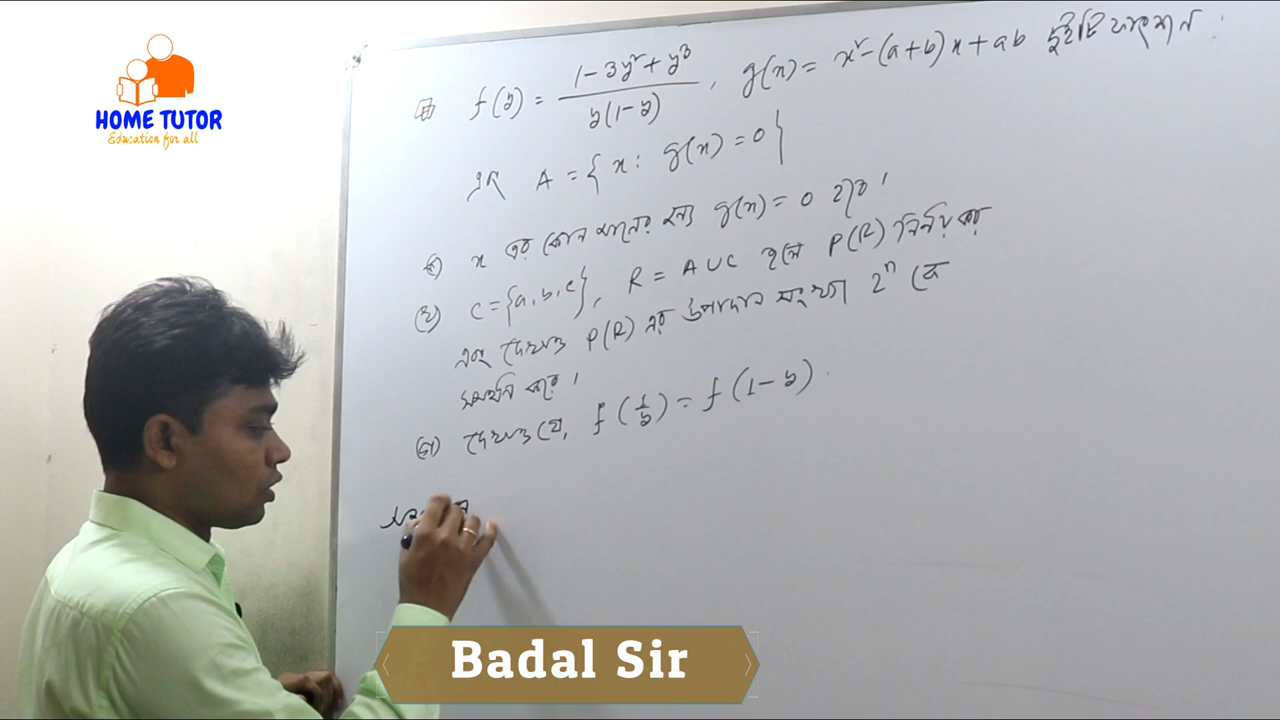 HOME TUTOR
Education for all
f(y) = (1 - 3y² + y³) / (y(1-y)), g(x) = x² - (a+b)x + ab দুইটি ফাংশন।
এবং A = { x : g(x) = 0 }
ক) x এর কোন মানের জন্য g(x) = 0 হবে।
খ) C = {a, b, c}, R = A ∪ C হলে P(R) নির্ণয় কর
এবং দেখাও P(R) এর উপাদান সংখ্যা 2ⁿ কে
সমর্থন করে।
গ) দেখাও যে, f(1/y) = f(1-y).
Badal Sir